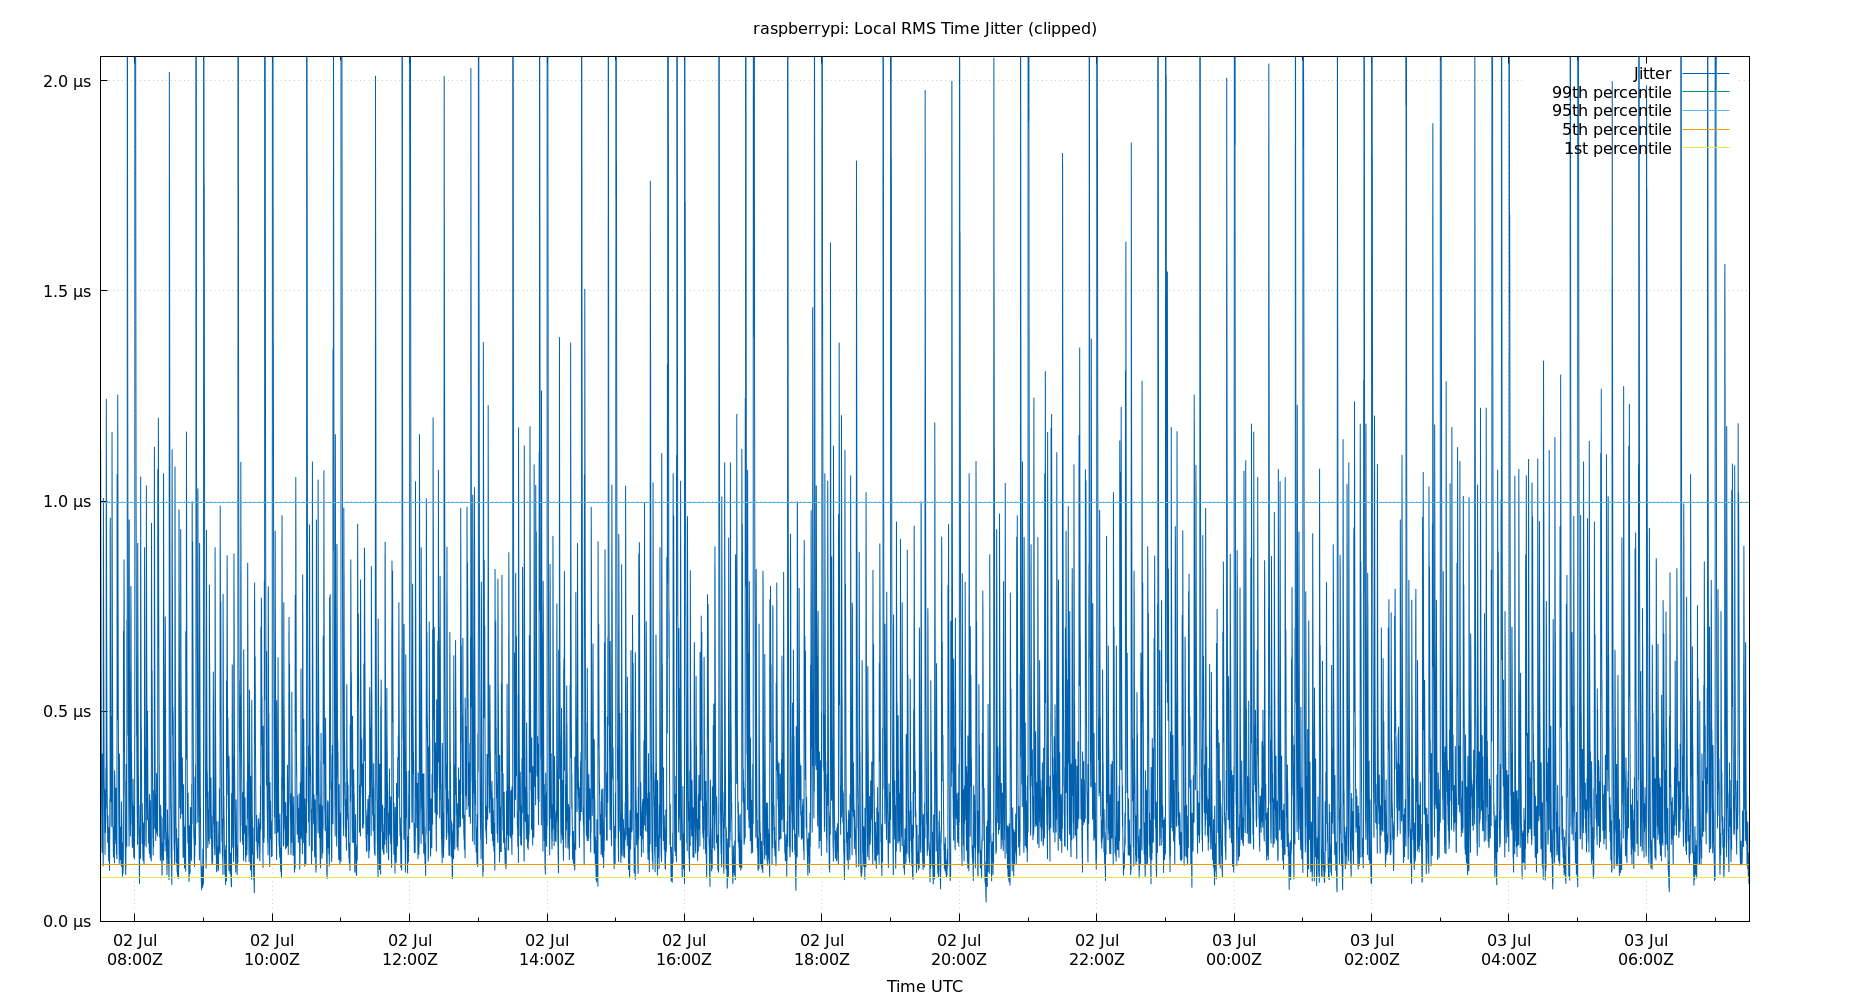 raspberrypi: Local RMS Time Jitter (clipped)
2.0 µs
1.5 µs
1.0 µs
0.5 µs
0.0 µs
Jitter
99th percentile
95th percentile
5th percentile
1st percentile
02 Jul 02 Jul 02 Jul 02 Jul 02 Jul 02 Jul 02 Jul 02 Jul 03 Jul 03 Jul 03 Jul 03 Jul
08:00Z 10:00Z 12:00Z 14:00Z 16:00Z 18:00Z 20:00Z 22:00Z 00:00Z 02:00Z 04:00Z 06:00Z
Time UTC